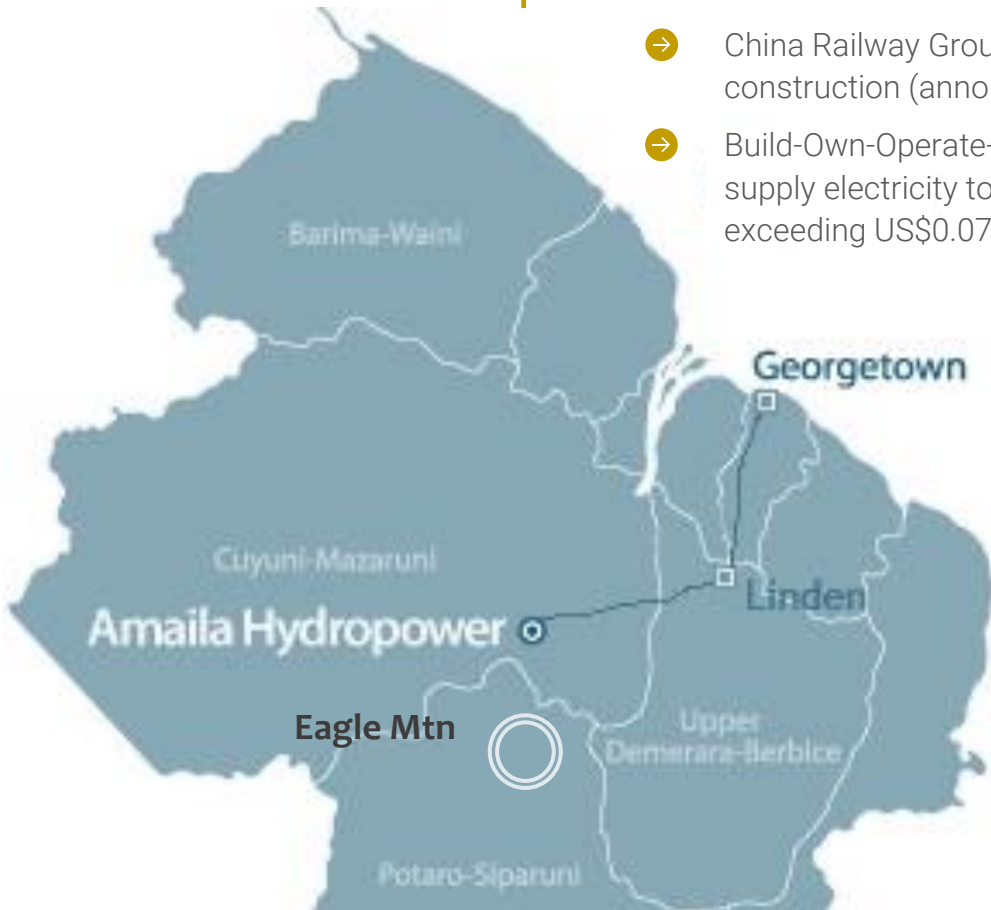 China Railway Grou
construction (anno
Build-Own-Operate-
supply electricity to
exceeding US$0.07
Barima-Waini
Georgetown
Cuyuni-Mazaruni
Linden
Amaila Hydropower
Eagle Mtn
Upper
Demerara-Berbice
Potaro-Siparuni